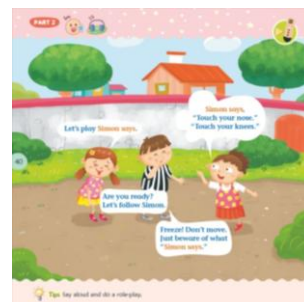 PART 2
Simon says,
"Touch your nose."
"Touch your knees."
Let's play Simon says.
40
Are you ready?
Let's follow Simon.
Freeze! Don't move.
Just beware of what
"Simon says."
Tips Say aloud and do a role-play.